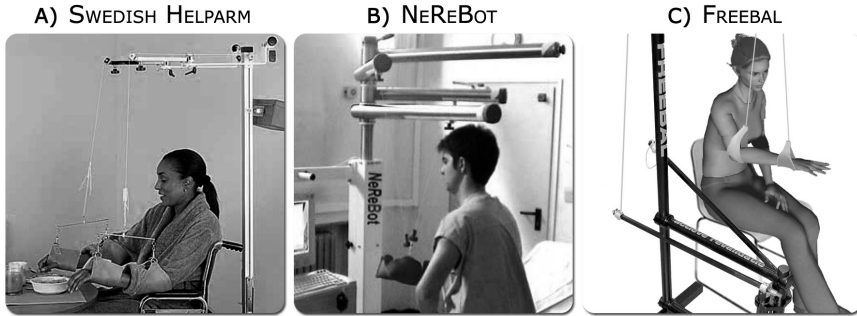 A) Swedish Helparm
B) NeReBot
C) Freebal
NeReBot
FREEBAL